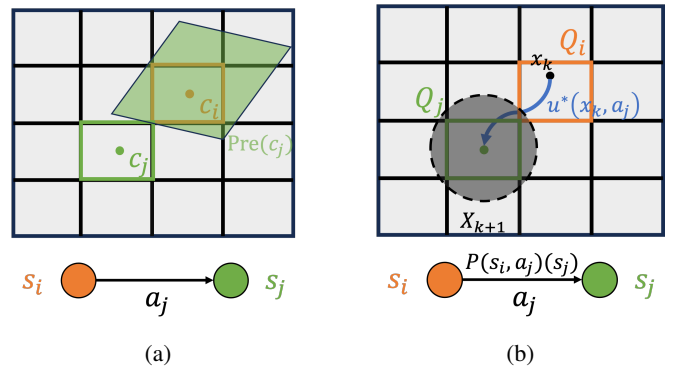 c_i
c_j
Pre(c_j)
s_i
a_j
s_j
(a)
Q_i
x_k
Q_j
u*(x_k, a_j)
X_{k+1}
P(s_i, a_j)(s_j)
s_i
a_j
s_j
(b)